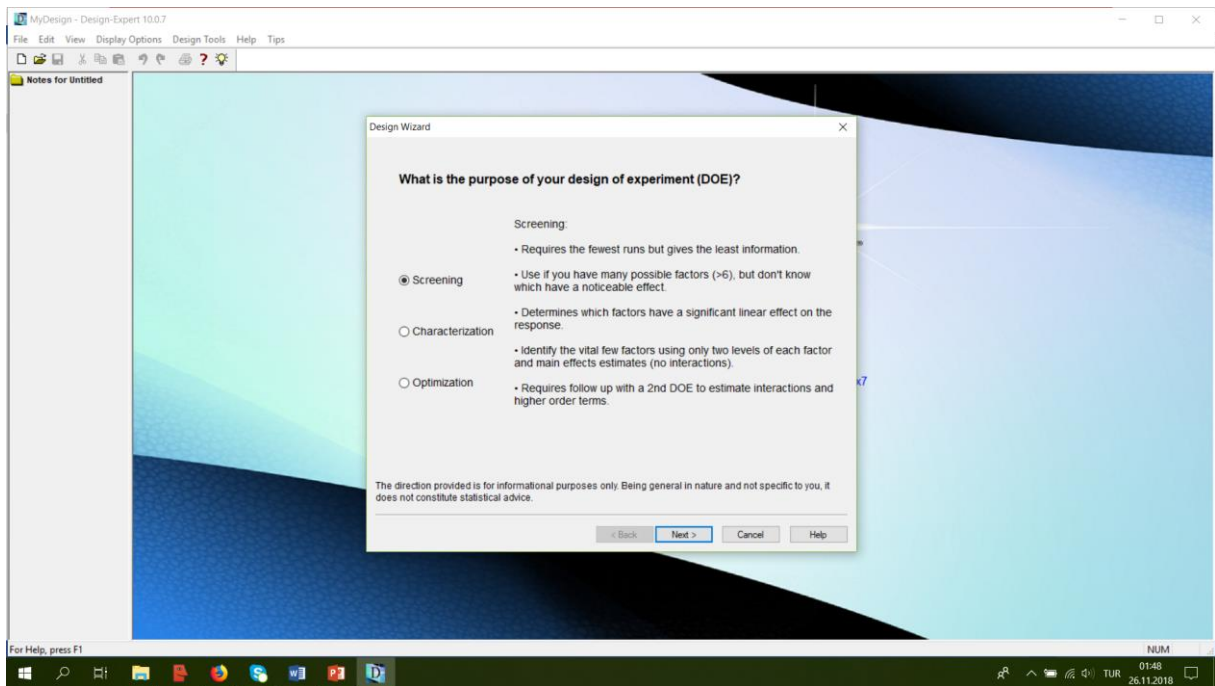 MyDesign - Design-Expert 10.0.7
File Edit View Display Options Design Tools Help Tips
Notes for Untitled
Design Wizard
What is the purpose of your design of experiment (DOE)?
Screening:
• Requires the fewest runs but gives the least information.
Screening
• Use if you have many possible factors (>6), but don't know
which have a noticeable effect.
• Determines which factors have a significant linear effect on the
response.
Characterization
• Identify the vital few factors using only two levels of each factor
and main effects estimates (no interactions).
Optimization
• Requires follow up with a 2nd DOE to estimate interactions and
higher order terms.
x7
The direction provided is for informational purposes only. Being general in nature and not specific to you, it
does not constitute statistical advice.
< Back Next > Cancel Help
For Help, press F1
NUM
TUR
01:48
26.11.2018